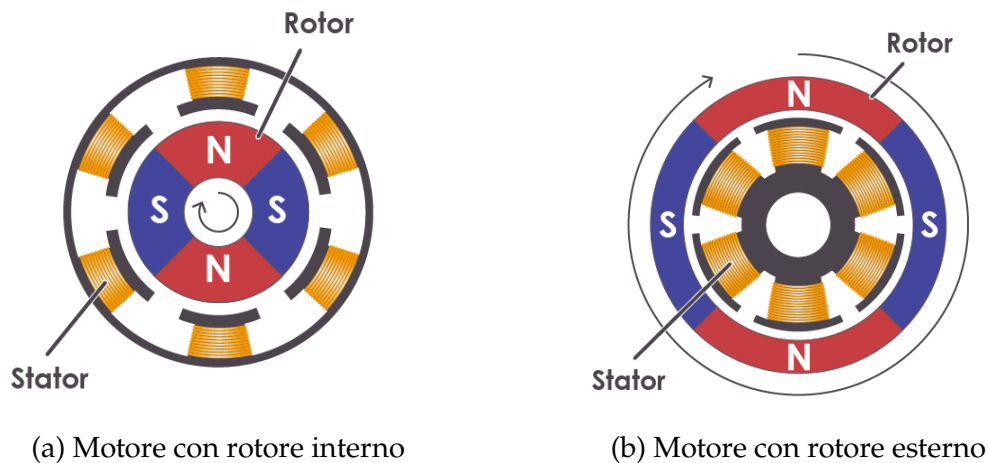 Rotor
N
S S
N
Stator
(a) Motore con rotore interno
Rotor
N
S S
N
Stator
(b) Motore con rotore esterno